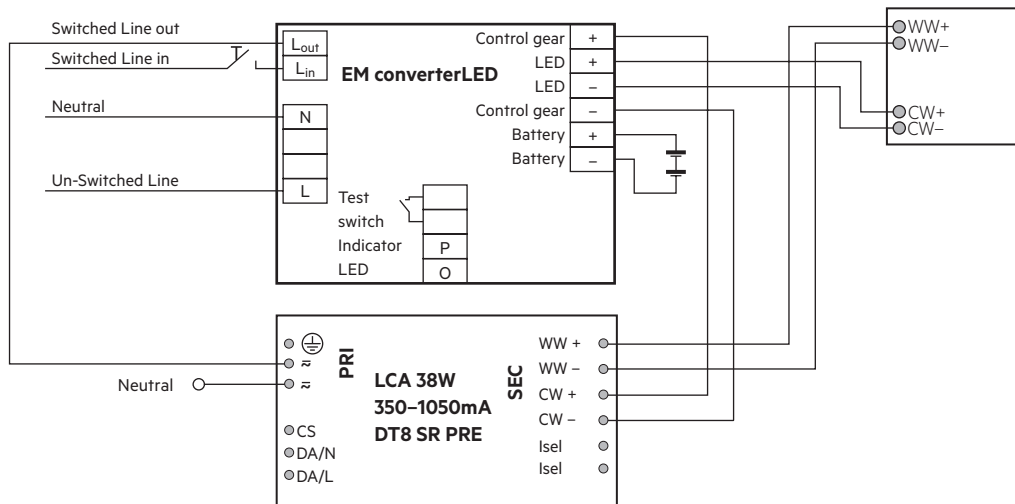 Switched Line out
Switched Line in
Neutral
Un-Switched Line
Lout
Lin
N
L
EM converterLED
Control gear +
LED +
LED –
Control gear –
Battery +
Battery –
Test
switch
Indicator P
LED O
WW+
WW–
CW+
CW–
Neutral
PRI
LCA 38W
350–1050mA
DT8 SR PRE
SEC
CS
DA/N
DA/L
WW +
WW –
CW +
CW –
Isel
Isel